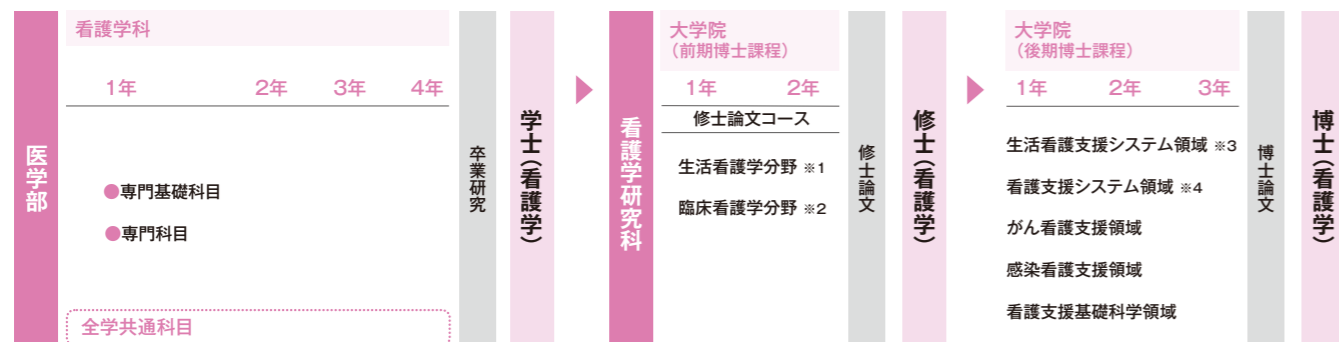 医学部
看護学科
1年 2年 3年 4年
●専門基礎科目
●専門科目
全学共通科目
卒業研究
学士（看護学）
看護学研究科
大学院
（前期博士課程）
1年 2年
修士論文コース
生活看護学分野 ※1
臨床看護学分野 ※2
修士論文
修士（看護学）
大学院
（後期博士課程）
1年 2年 3年
生活看護支援システム領域 ※3
看護支援システム領域 ※4
がん看護支援領域
感染看護支援領域
看護支援基礎科学領域
博士論文
博士（看護学）